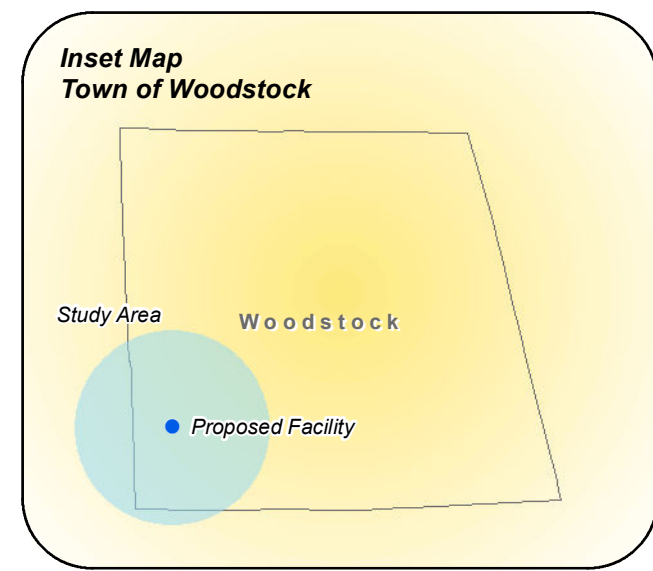 Inset Map
Town of Woodstock
Study Area
Woodstock
Proposed Facility